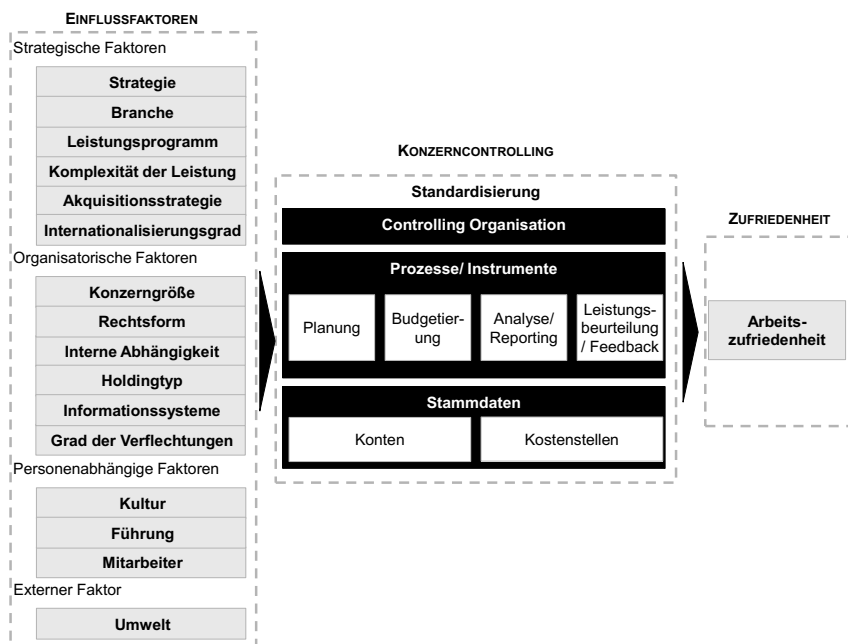 EINFLUSSFAKTOREN
Strategische Faktoren
Strategie
Branche
Leistungsprogramm
Komplexität der Leistung
Akquisitionsstrategie
Internationalisierungsgrad
Organisatorische Faktoren
Konzerngröße
Rechtsform
Interne Abhängigkeit
Holdingtyp
Informationssysteme
Grad der Verflechtungen
Personenabhängige Faktoren
Kultur
Führung
Mitarbeiter
Externer Faktor
Umwelt
KONZERNCONTROLLING
Standardisierung
Controlling Organisation
Prozesse/ Instrumente
Planung
Budgetier-
ung
Analyse/
Reporting
Leistungs-
beurteilung
/ Feedback
Stammdaten
Konten
Kostenstellen
ZUFRIEDENHEIT
Arbeits-
zufriedenheit